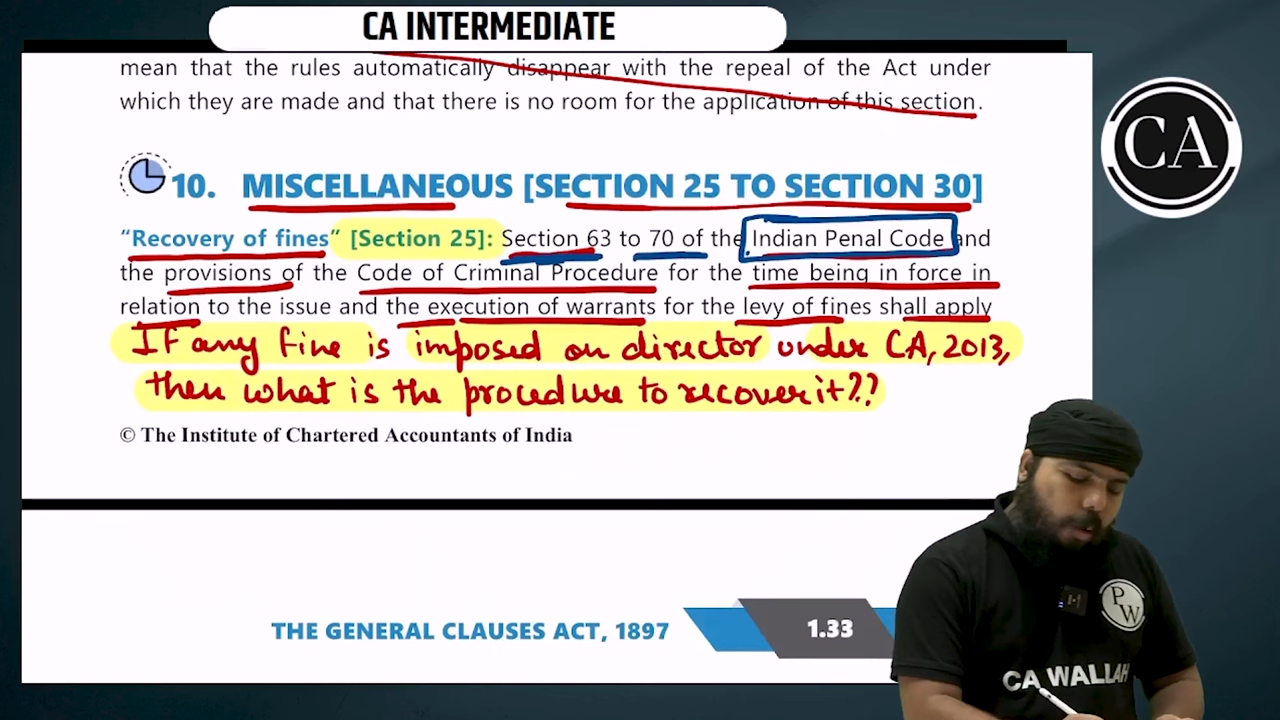 CA INTERMEDIATE
mean that the rules automatically disappear with the repeal of the Act under
which they are made and that there is no room for the application of this section.
CA
10. MISCELLANEOUS [SECTION 25 TO SECTION 30]
“Recovery of fines” [Section 25]: Section 63 to 70 of the Indian Penal Code and
the provisions of the Code of Criminal Procedure for the time being in force in
relation to the issue and the execution of warrants for the levy of fines shall apply
If any fine is imposed on director under CA, 2013,
then what is the procedure to recover it??
© The Institute of Chartered Accountants of India
THE GENERAL CLAUSES ACT, 1897
1.33
PW
CA WALLAH